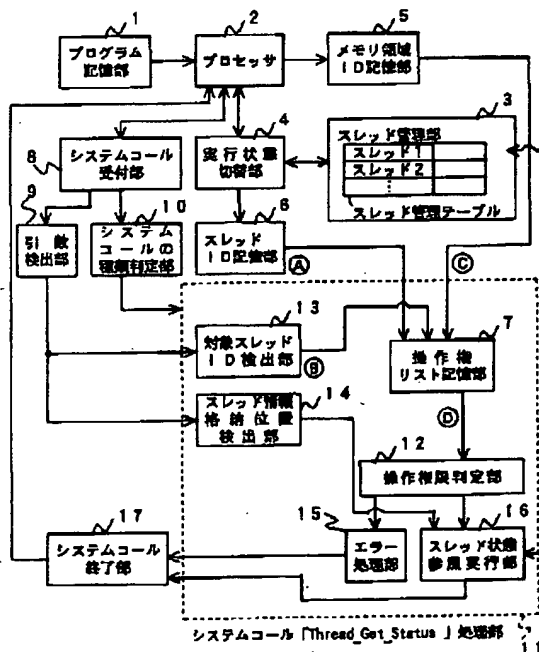 1
プログラム
記憶部
2
プロセッサ
5
メモリ領域
ID記憶部
3
スレッド管理部
スレッド1
スレッド2
スレッド管理テーブル
4
実行状態
切替部
8
システムコール
受付部
9
引数
検出部
10
システム
コールの
種類判定部
6
スレッド
ID記憶部
A
C
13
対象スレッド
ID検出部
B
7
操作権
リスト記憶部
D
14
スレッド情報
格納位置
検出部
12
操作権限判定部
15
エラー
処理部
16
スレッド状態
参照実行部
17
システムコール
終了部
システムコール「Thread_Get_Status」処理部
11